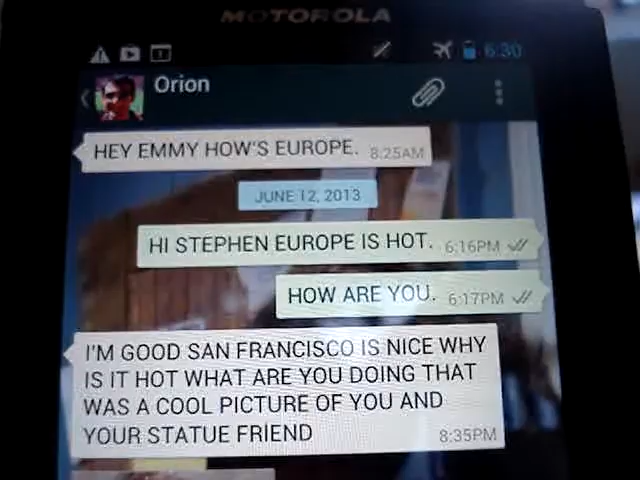 MOTOROLA
6:30
Orion
HEY EMMY HOW'S EUROPE. 8:25AM
JUNE 12, 2013
HI STEPHEN EUROPE IS HOT. 6:16PM
HOW ARE YOU. 6:17PM
I'M GOOD SAN FRANCISCO IS NICE WHY
IS IT HOT WHAT ARE YOU DOING THAT
WAS A COOL PICTURE OF YOU AND
YOUR STATUE FRIEND 8:35PM